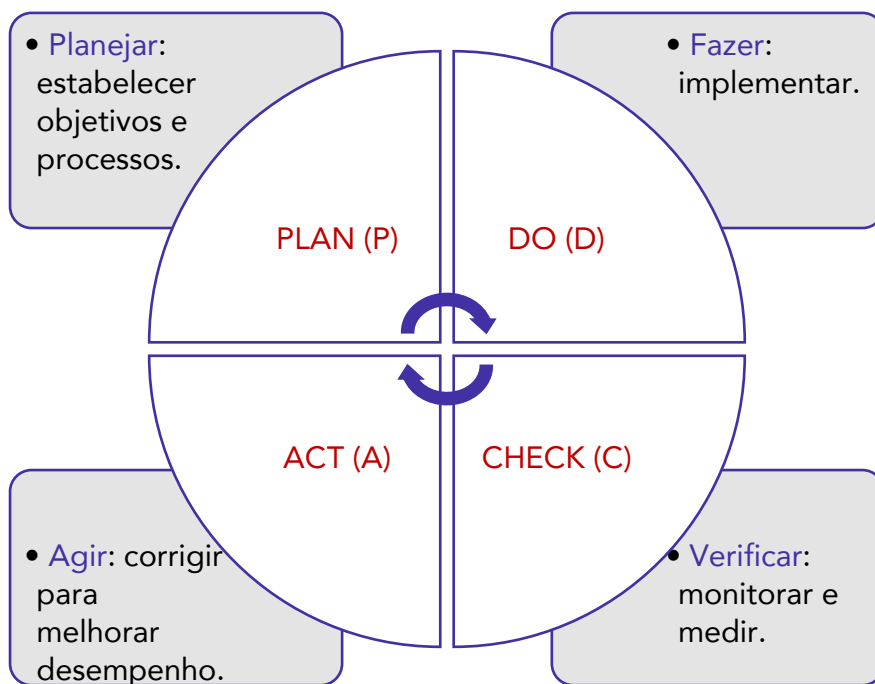 • Planejar:
estabelecer
objetivos e
processos.
• Fazer:
implementar.
PLAN (P)
DO (D)
ACT (A)
CHECK (C)
• Agir: corrigir
para
melhorar
desempenho.
• Verificar:
monitorar e
medir.